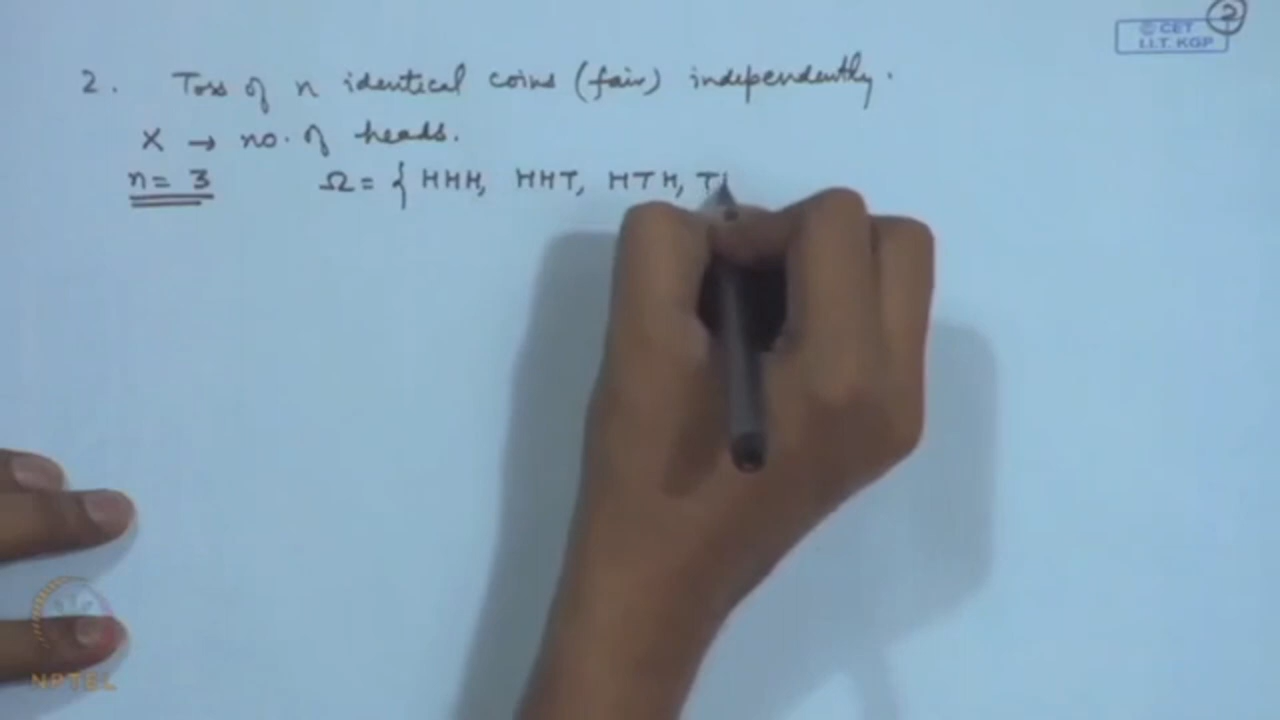 2
© CET
I.I.T. KGP
2. Toss of n identical coins (fair) independently.
X → no. of heads.
n = 3 Ω = { HHH, HHT, HTH, T
NPTEL